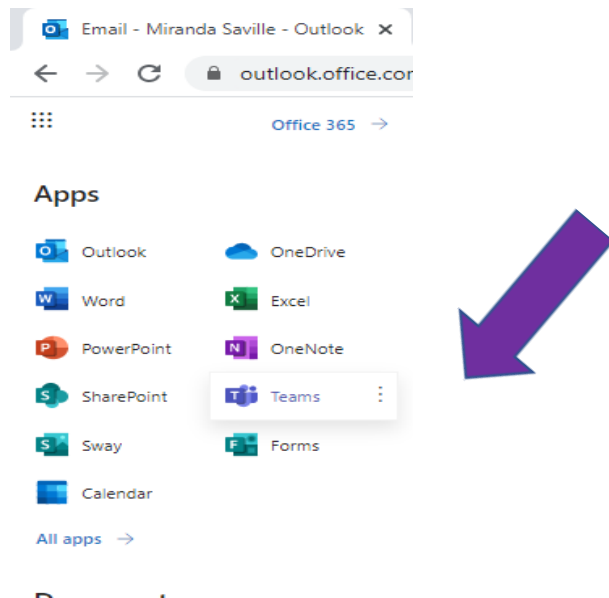 Email - Miranda Saville - Outlook
outlook.office.cor
Office 365
Apps
Outlook OneDrive
Word Excel
PowerPoint OneNote
SharePoint Teams
Sway Forms
Calendar
All apps